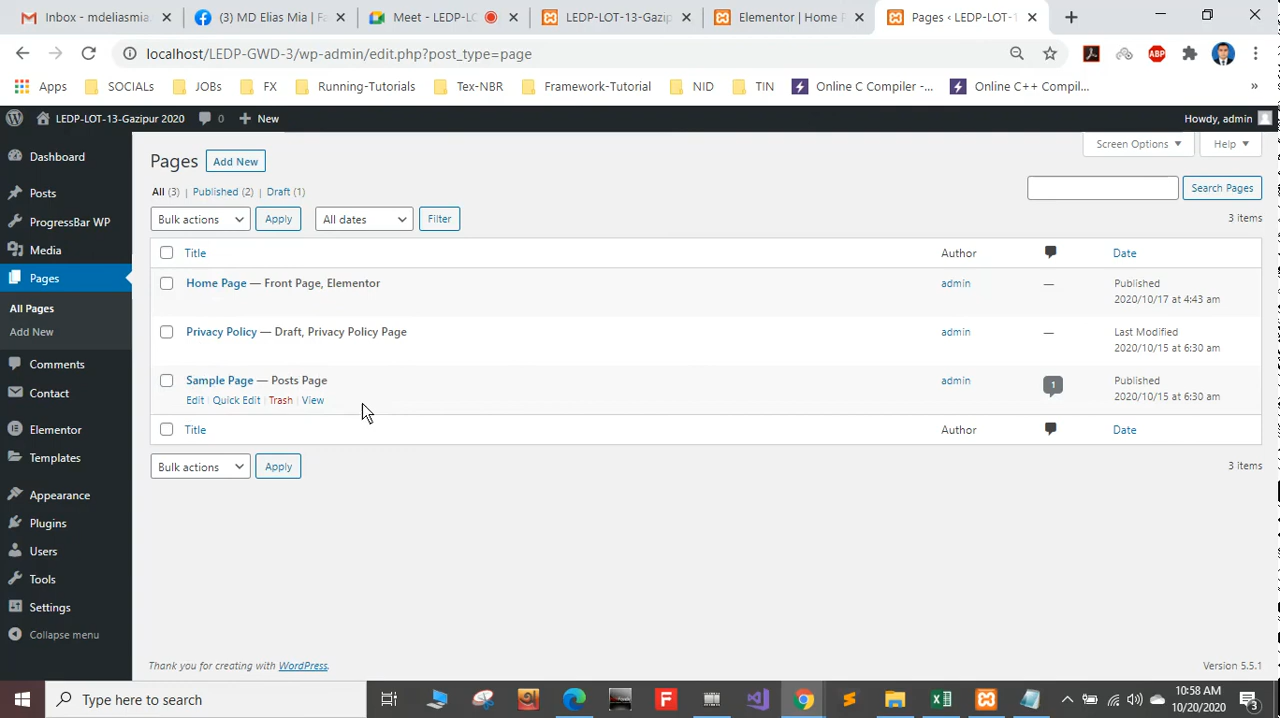 Inbox - mdeliasmia. (3) MD Elias Mia | Fa Meet - LEDP-LO LEDP-LOT-13-Gazip Elementor | Home P Pages ‹ LEDP-LOT-1
localhost/LEDP-GWD-3/wp-admin/edit.php?post_type=page
ABP
Apps SOCIALs JOBs FX Running-Tutorials Tex-NBR Framework-Tutorial NID TIN Online C Compiler -... Online C++ Compil... »
LEDP-LOT-13-Gazipur 2020 0 + New Howdy, admin
Screen Options ▼ Help ▼
Dashboard
Posts
ProgressBar WP
Media
Pages
All Pages
Add New
Comments
Contact
Elementor
Templates
Appearance
Plugins
Users
Tools
Settings
Collapse menu
Pages Add New
All (3) | Published (2) | Draft (1)
Search Pages
Bulk actions Apply All dates Filter
3 items
Title Author Date
Home Page — Front Page, Elementor admin — Published
2020/10/17 at 4:43 am
Privacy Policy — Draft, Privacy Policy Page admin — Last Modified
2020/10/15 at 6:30 am
Sample Page — Posts Page admin 1 Published
Edit | Quick Edit | Trash | View 2020/10/15 at 6:30 am
Title Author Date
Bulk actions Apply 3 items
Thank you for creating with WordPress. Version 5.5.1
Type here to search
F
10:58 AM
10/20/2020
3